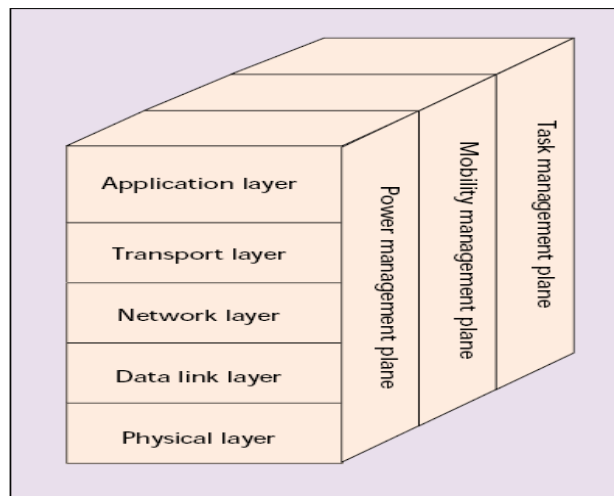 Application layer
Transport layer
Network layer
Data link layer
Physical layer
Power management plane
Mobility management plane
Task management plane